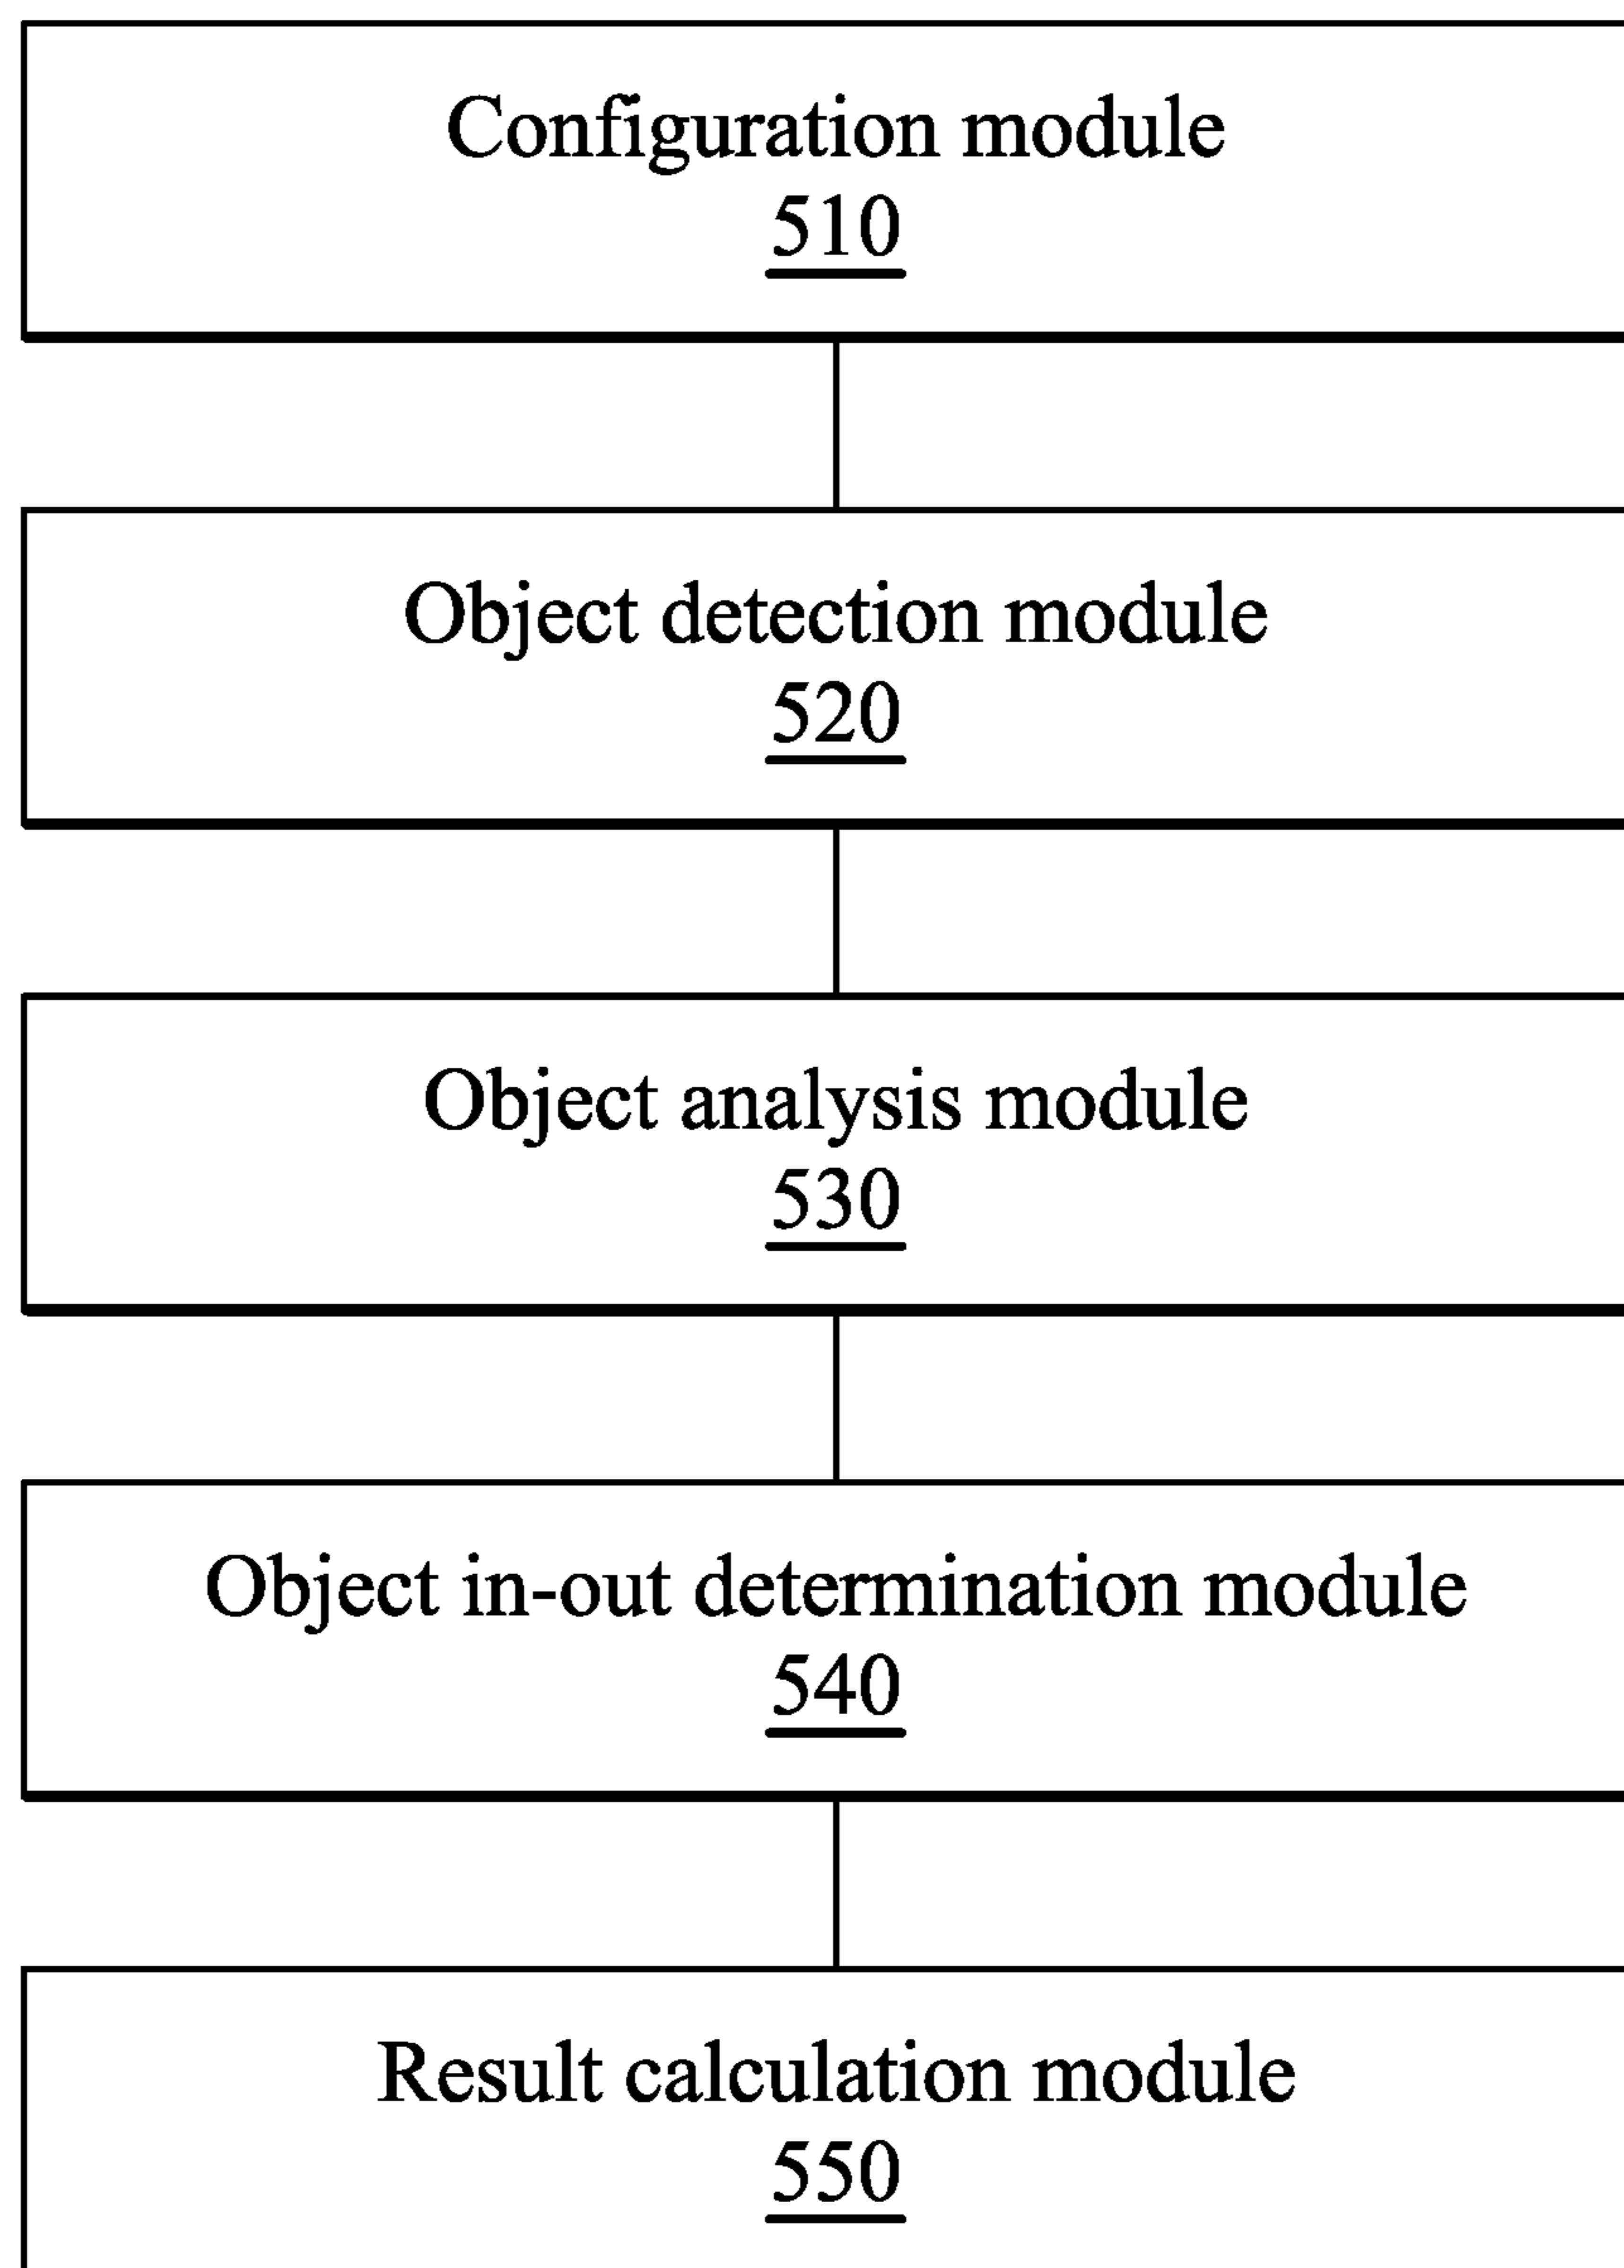 Configuration module
510
Object detection module
520
Object analysis module
530
Object in-out determination module
540
Result calculation module
550